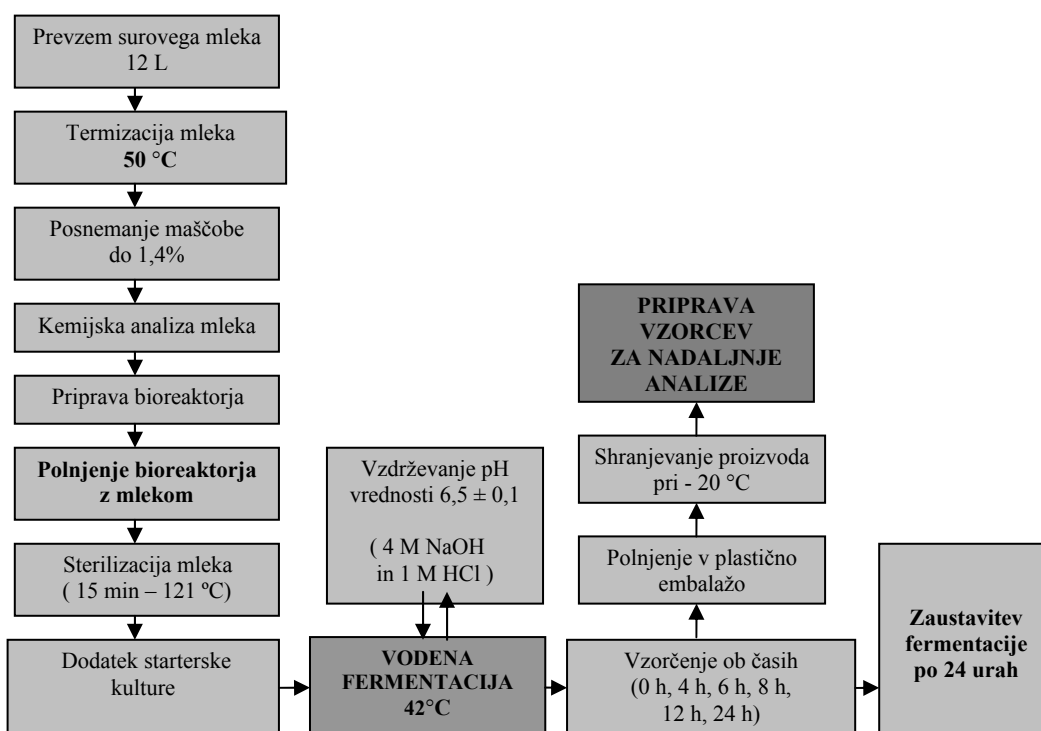 Prevzem surovega mleka
12 L
Termizacija mleka
50 °C
Posnemanje maščobe
do 1,4%
Kemijska analiza mleka
Priprava bioreaktorja
Polnjenje bioreaktorja
z mlekom
Sterilizacija mleka
( 15 min – 121 ºC)
Dodatek starterske
kulture
Vzdrževanje pH
vrednosti 6,5 ± 0,1
( 4 M NaOH
in 1 M HCl )
VODENA
FERMENTACIJA
42°C
PRIPRAVA
VZORCEV
ZA NADALJNJE
ANALIZE
Shranjevanje proizvoda
pri - 20 °C
Polnjenje v plastično
embalažo
Vzorčenje ob časih
(0 h, 4 h, 6 h, 8 h,
12 h, 24 h)
Zaustavitev
fermentacije
po 24 urah